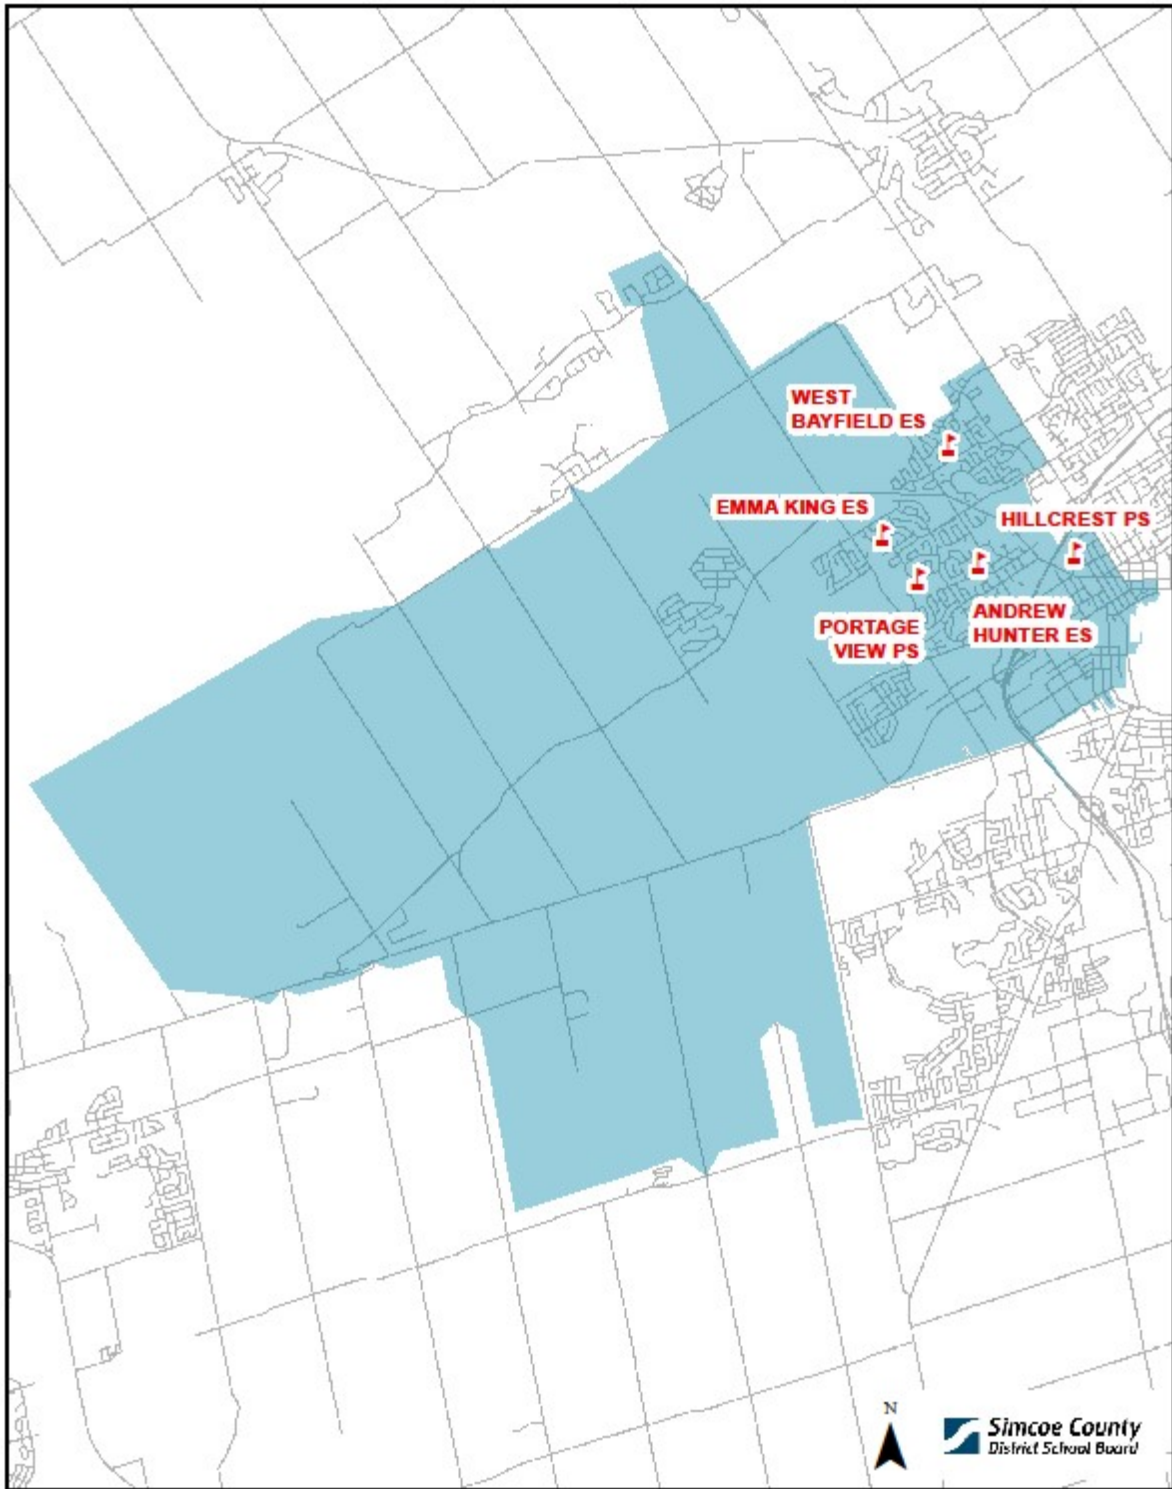 WEST
BAYFIELD ES
EMMA KING ES
HILLCREST PS
PORTAGE
VIEW PS
ANDREW
HUNTER ES
N
Simcoe County
District School Board